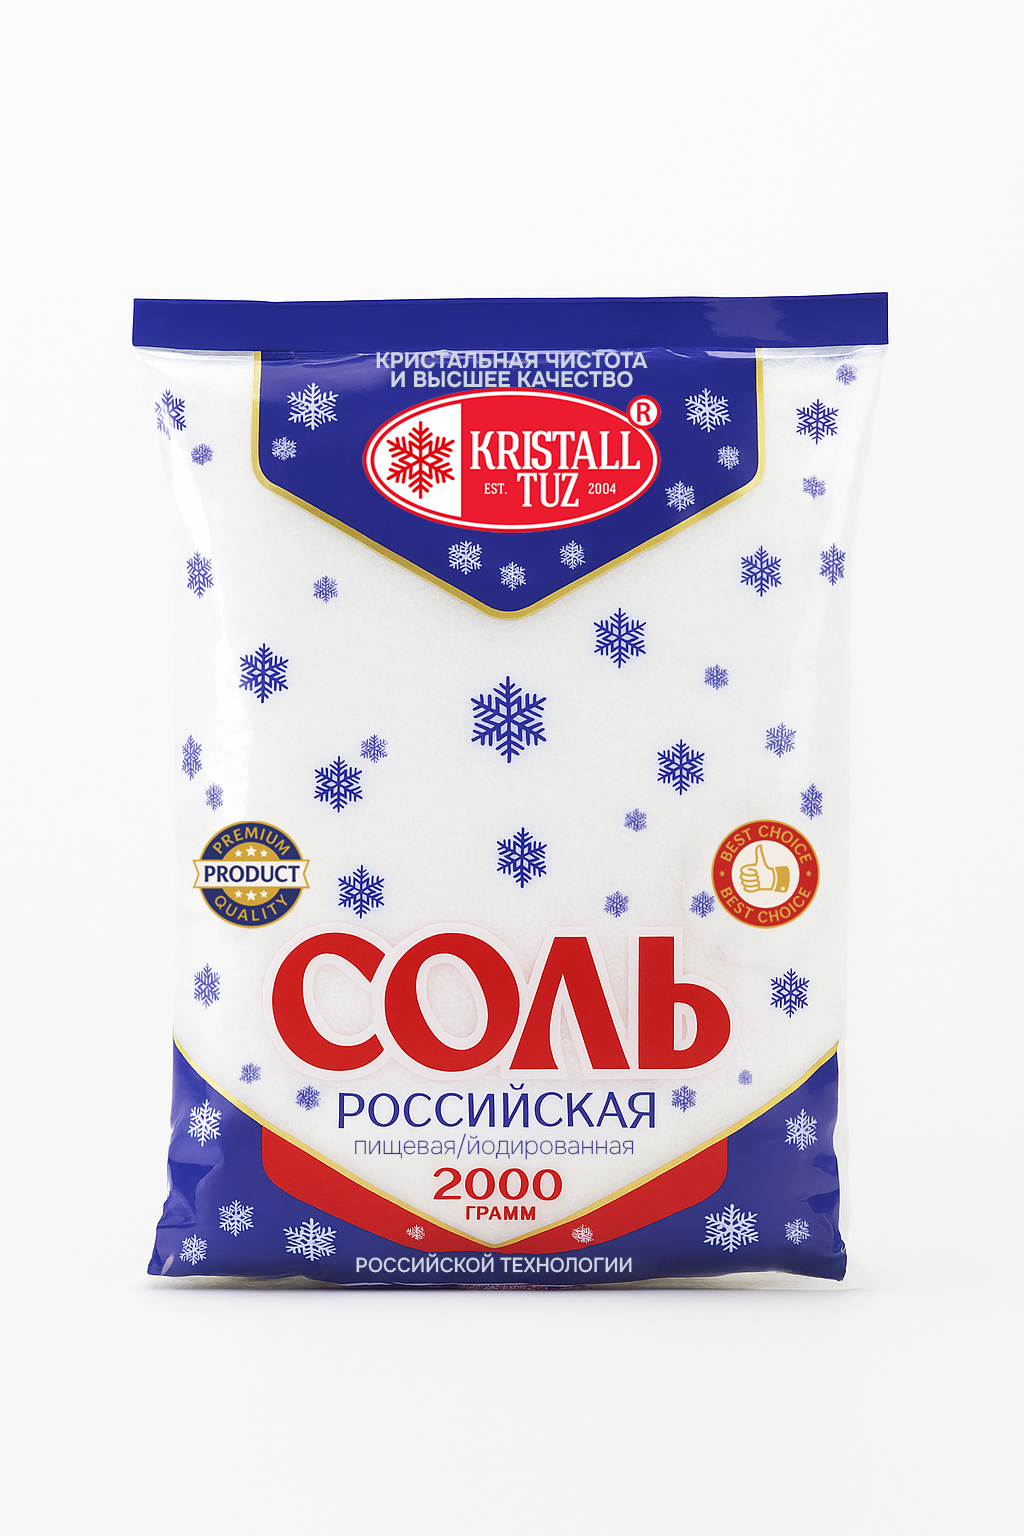 КРИСТАЛЬНАЯ ЧИСТОТА
И ВЫСШЕЕ КАЧЕСТВО
®
KRISTALL
EST. TUZ 2004
PREMIUM
PRODUCT
QUALITY
BEST CHOICE
BEST CHOICE
СОЛЬ
РОССИЙСКАЯ
пищевая/йодированная
2000
ГРАММ
РОССИЙСКОЙ ТЕХНОЛОГИИ